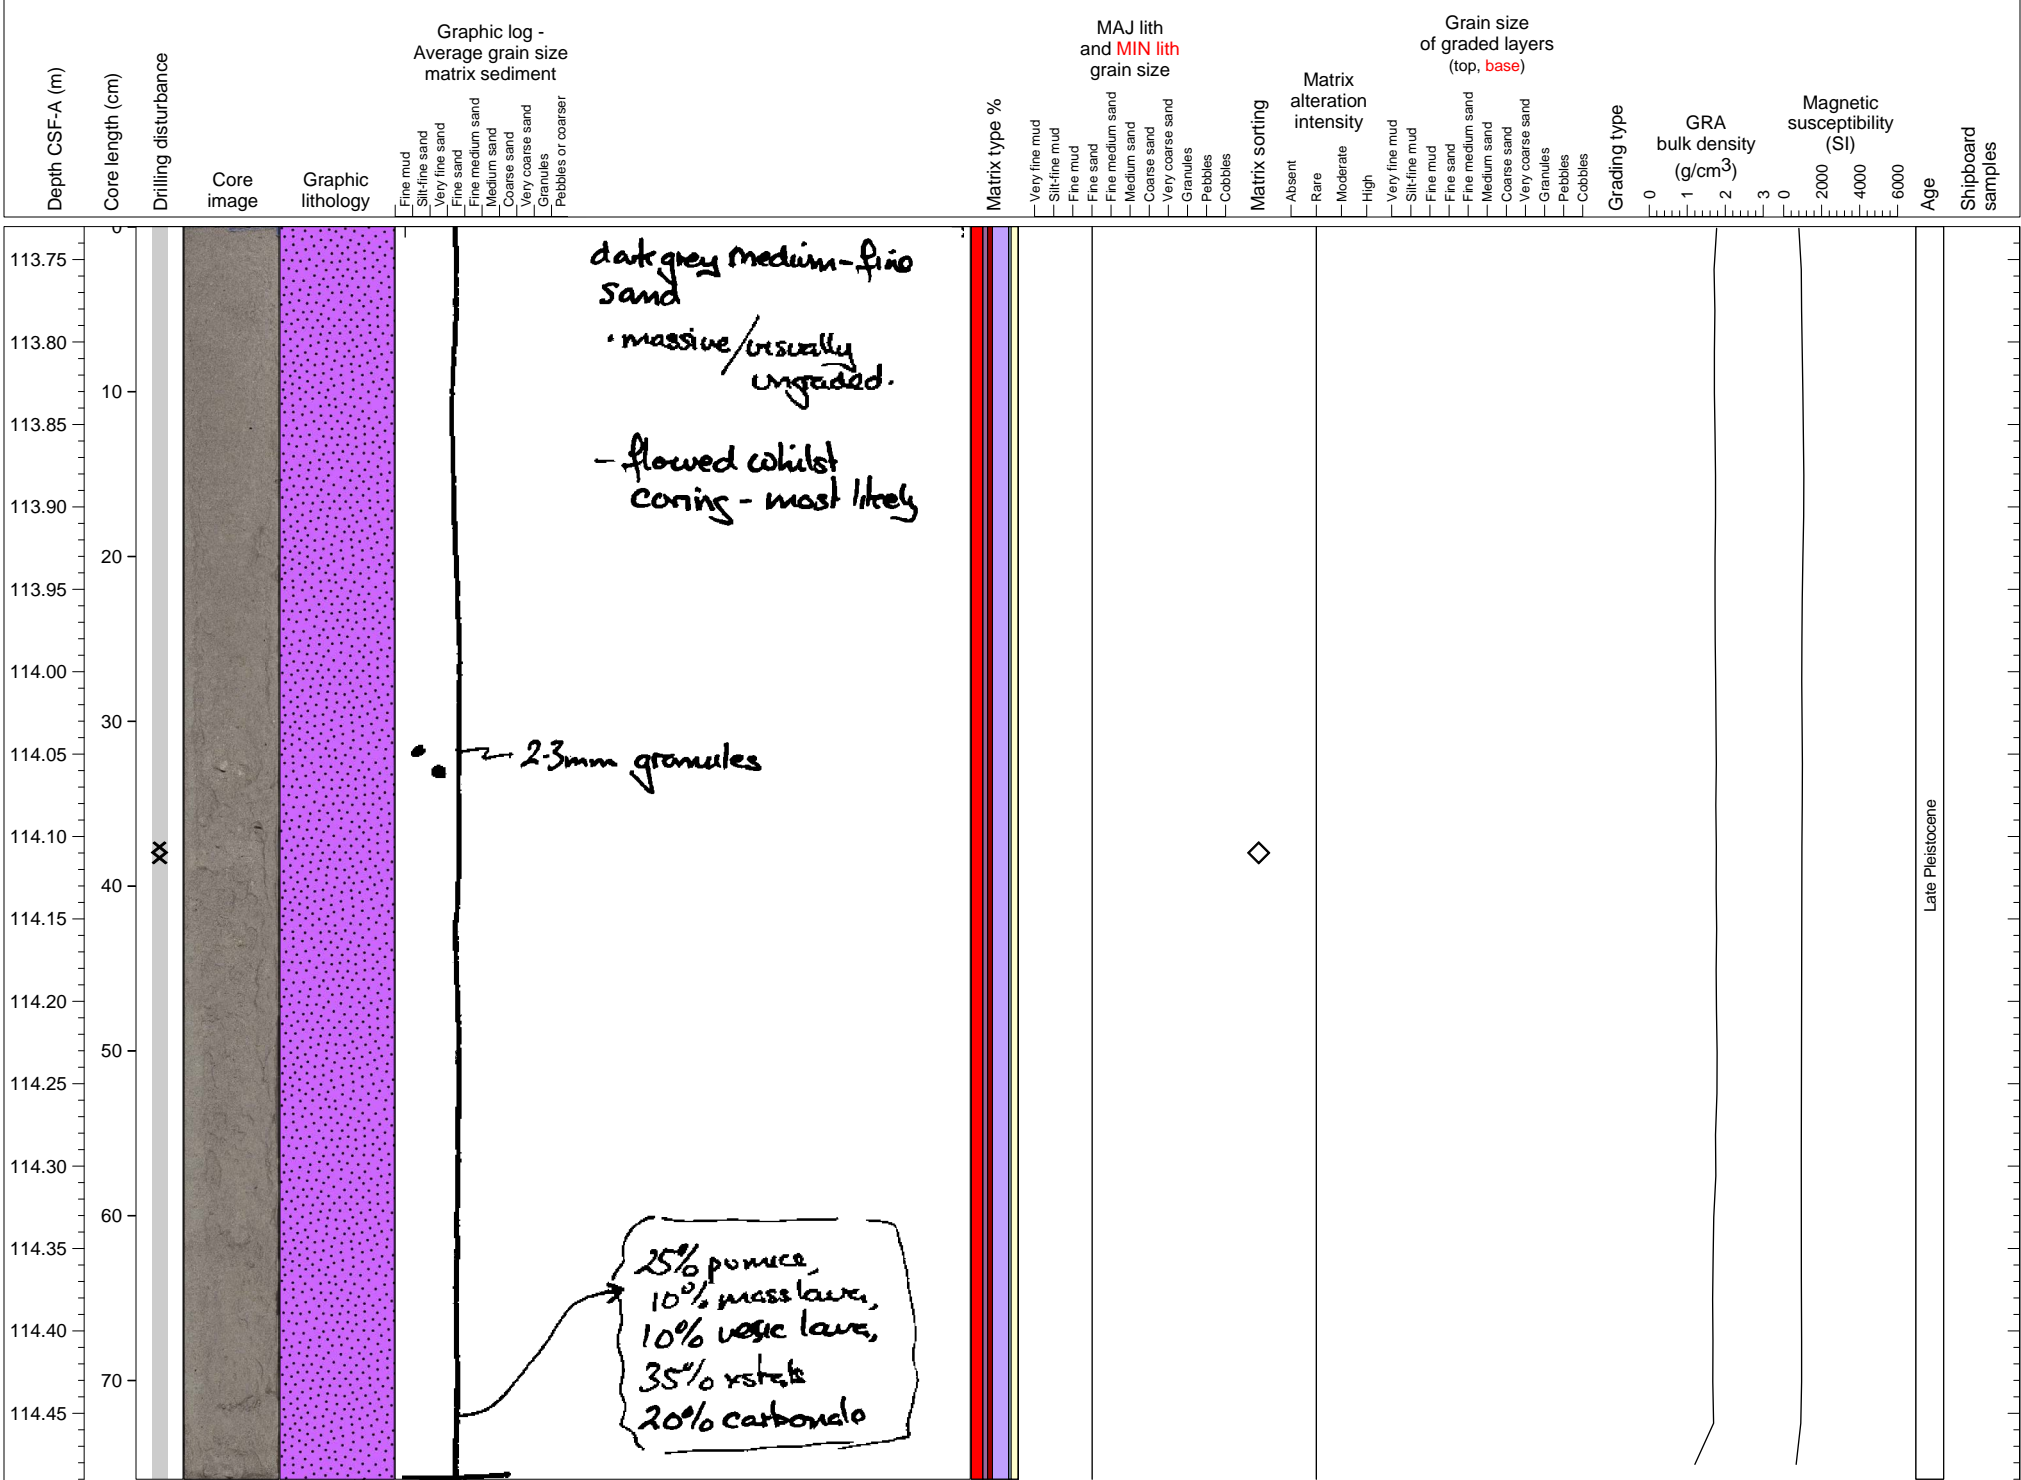 Depth CSF-A (m)
Core length (cm)
Drilling disturbance
Core
image
Graphic
lithology
Graphic log -
Average grain size
matrix sediment
Fine mud
Silt-fine sand
Very fine sand
Fine sand
Fine medium sand
Medium sand
Coarse sand
Very coarse sand
Granules
Pebbles or coarser
Matrix type %
MAJ lith
and MIN lith
grain size
Very fine mud
Silt-fine mud
Fine mud
Fine sand
Fine medium sand
Medium sand
Coarse sand
Very coarse sand
Granules
Pebbles
Cobbles
Matrix sorting
Matrix
alteration
intensity
Absent
Rare
Moderate
High
Grain size
of graded layers
(top, base)
Very fine mud
Silt-fine mud
Fine mud
Fine sand
Fine medium sand
Medium sand
Coarse sand
Very coarse sand
Granules
Pebbles
Cobbles
Grading type
GRA
bulk density
(g/cm3)
0 1 2 3
Magnetic
susceptibility
(SI)
0 2000 4000 6000
Age
Shipboard
samples
113.75
113.80
113.85
113.90
113.95
114.00
114.05
114.10
114.15
114.20
114.25
114.30
114.35
114.40
114.45
0
10
20
30
40
50
60
70
dark grey medium-fine
sand
· massive/visually
ungraded.
- flowed whilst
coring - most likely
2-3mm granules
25% pumice,
10% mass lava,
10% vesic lava,
35% xstals
20% carbonate
Late Pleistocene